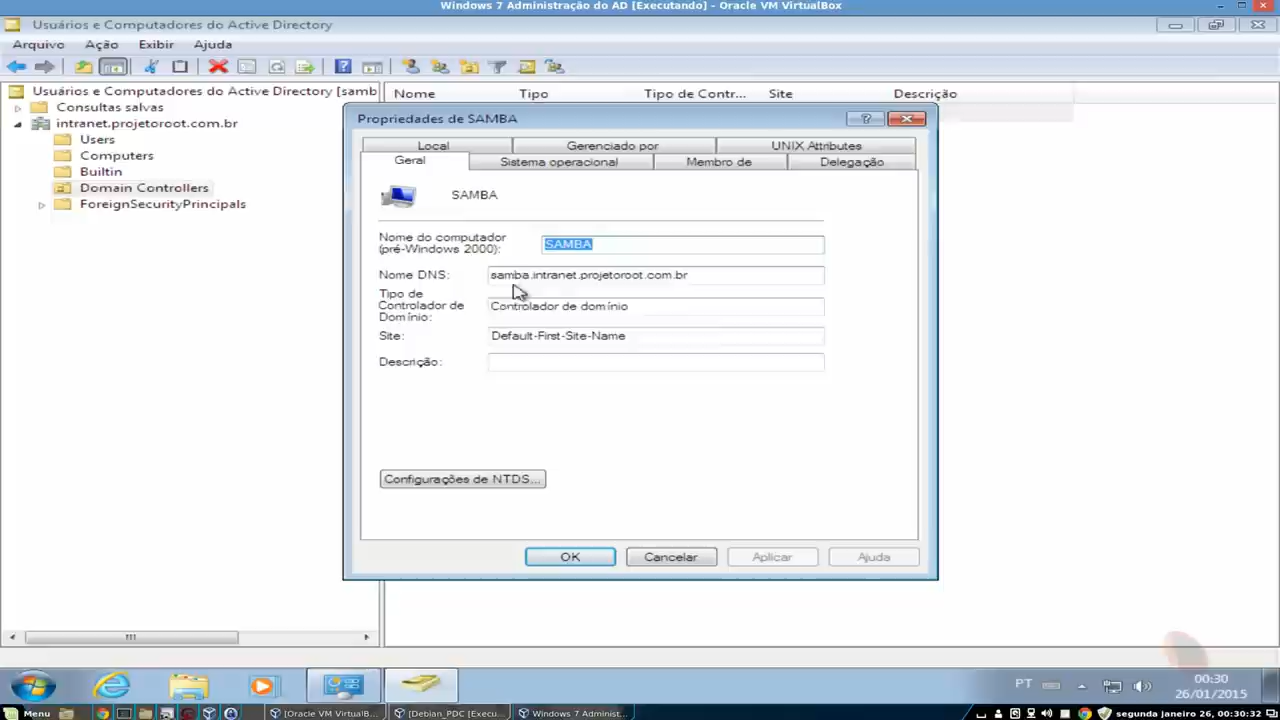 Windows 7 Administração do AD [Executando] - Oracle VM VirtualBox
Usuários e Computadores do Active Directory
Arquivo Ação Exibir Ajuda
Usuários e Computadores do Active Directory [samb
Nome Tipo Tipo de Contr... Site Descrição
Consultas salvas
intranet.projetoroot.com.br
Users
Computers
Builtin
Domain Controllers
ForeignSecurityPrincipals
Propriedades de SAMBA
Local Gerenciado por UNIX Attributes
Geral Sistema operacional Membro de Delegação
SAMBA
Nome do computador
(pré-Windows 2000):
SAMBA
Nome DNS: samba.intranet.projetoroot.com.br
Tipo de
Controlador de
Domínio:
Controlador de domínio
Site: Default-First-Site-Name
Descrição:
Configurações de NTDS...
OK Cancelar Aplicar Ajuda
PT
00:30
26/01/2015
Menu [Oracle VM VirtualB... [Debian_PDC [Execu... Windows 7 Administ... segunda janeiro 26, 00:30:32